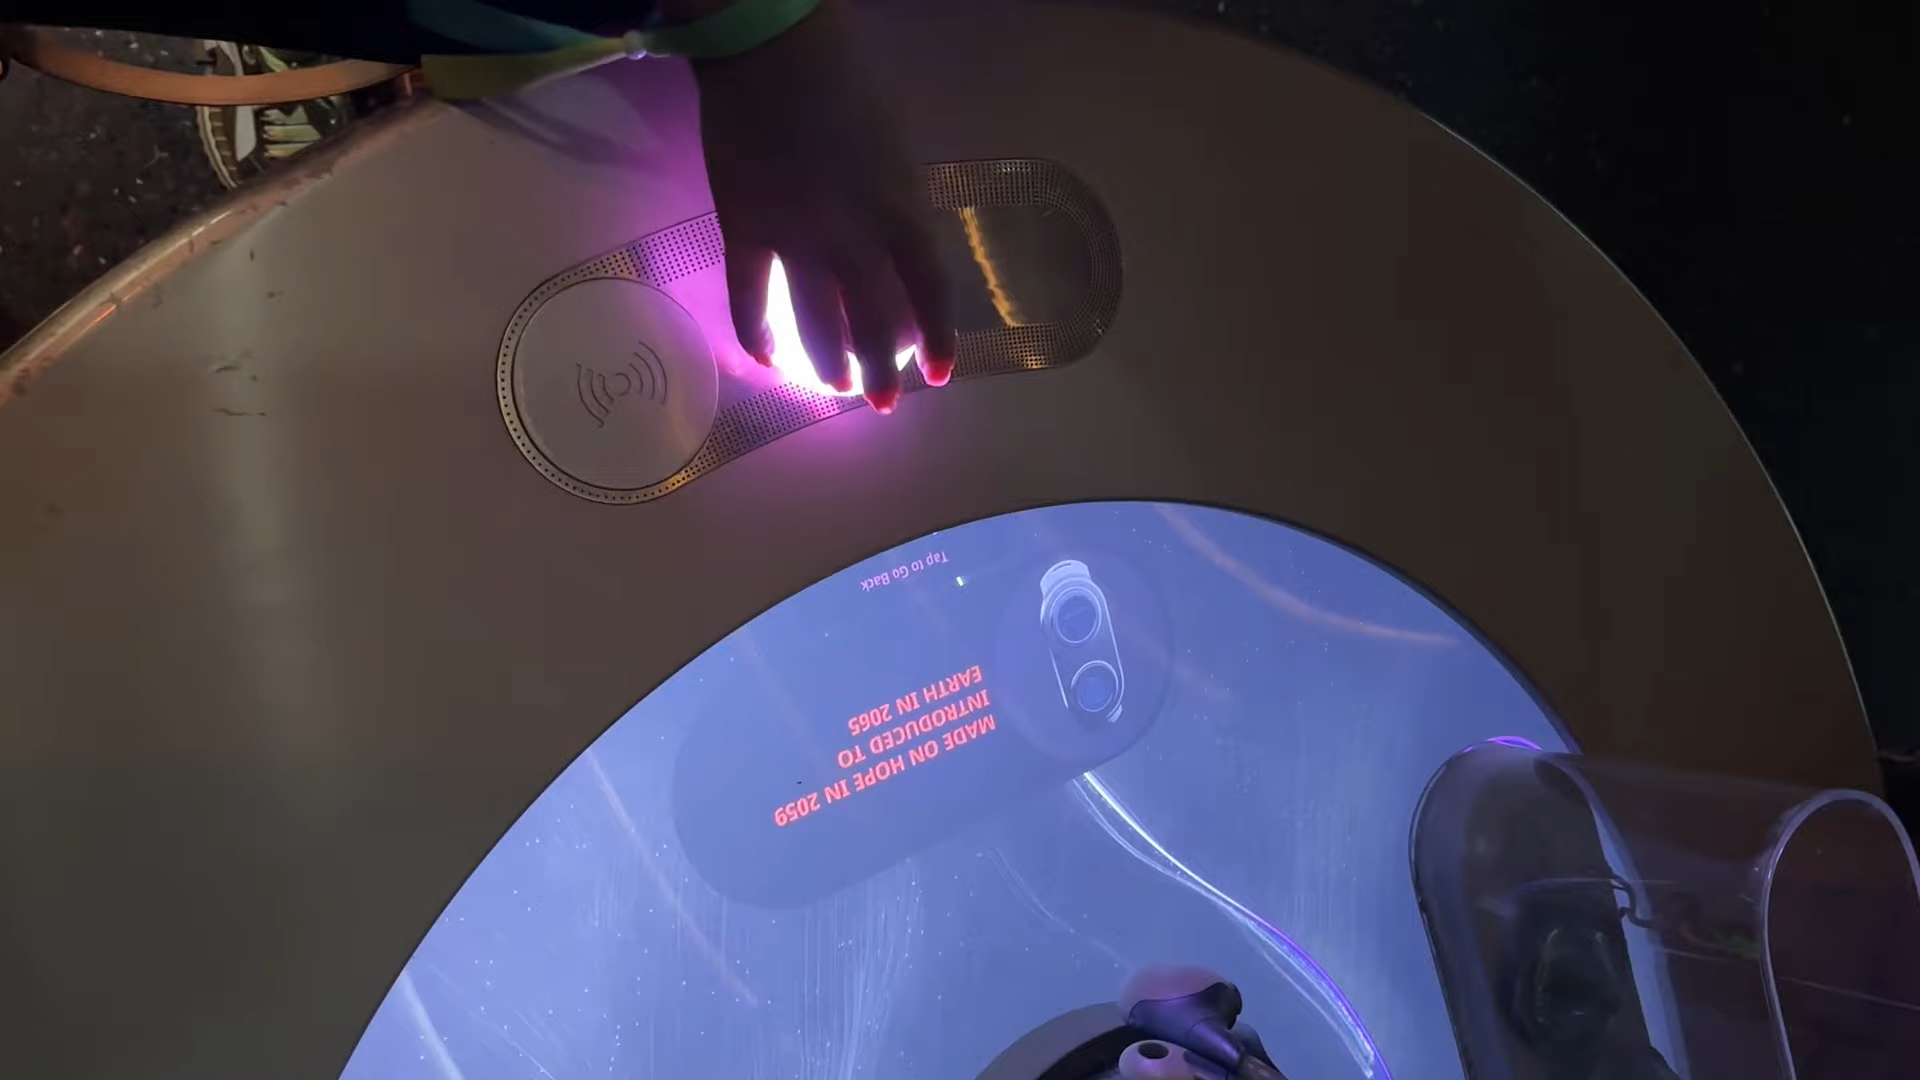 Tap to Go Back
MADE ON HOPE IN 2059
INTRODUCED TO
EARTH IN 2065